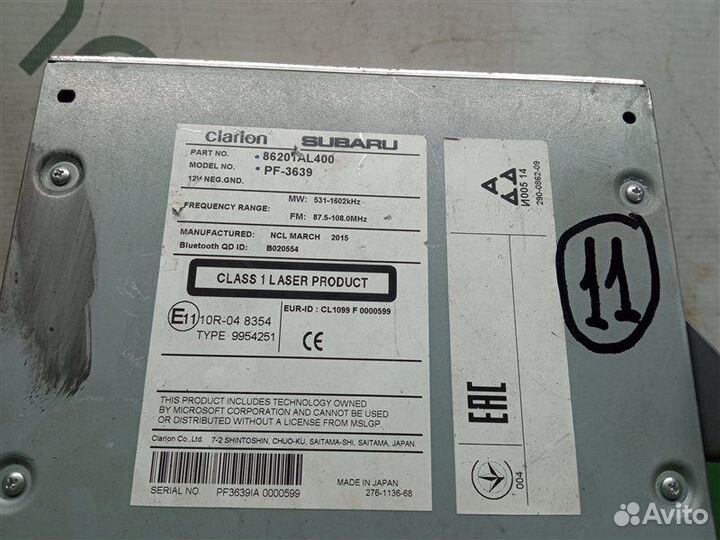 Clarion SUBARU
PART NO. 86201AL400
MODEL NO. PF-3639
12V NEG.GND.
FREQUENCY RANGE: MW: 531-1602kHz
FM: 87.5-108.0MHz
MANUFACTURED: NCL MARCH 2015
Bluetooth QD ID: B020554
CLASS 1 LASER PRODUCT
E11 10R-04 8354
TYPE 9954251
EUR-ID : CL1099 F 0000599
CE
THIS PRODUCT INCLUDES TECHNOLOGY OWNED
BY MICROSOFT CORPORATION AND CANNOT BE USED
OR DISTRIBUTED WITHOUT A LICENSE FROM MSLGP.
Clarion Co.,Ltd. 7-2 SHINTOSHIN, CHUO-KU, SAITAMA-SHI, SAITAMA, JAPAN.
SERIAL NO PF3639IA 0000599
MADE IN JAPAN
276-1136-68
И005 14
290-0862-09
EAC
004
11
Avito